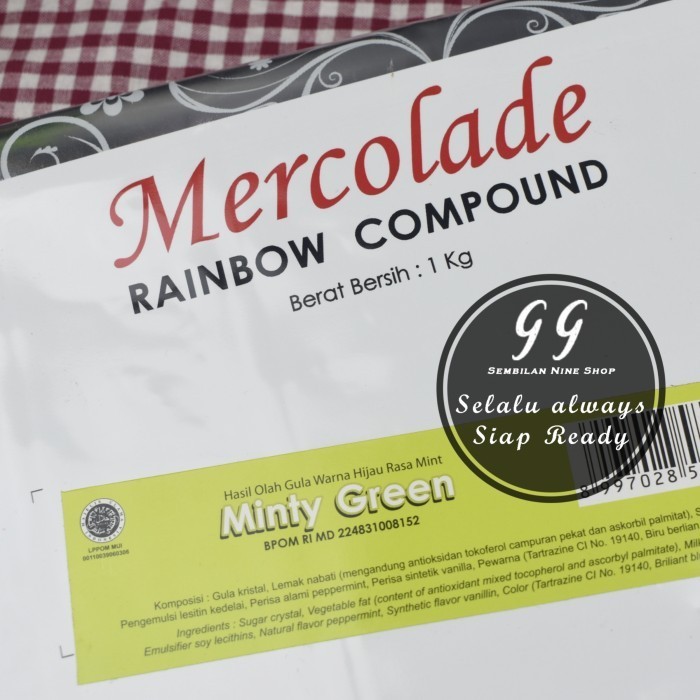 Mercolade
RAINBOW COMPOUND
Berat Bersih : 1 Kg
GG
SEMBILAN NINE SHOP
Selalu always
Siap Ready
8 997028 5
Hasil Olah Gula Warna Hijau Rasa Mint
Minty Green
BPOM RI MD 224831008152
LPPOM MUI
Komposisi : Gula kristal, Lemak nabati (mengandung antioksidan tokoferol campuran pekat dan askorbil palmitat), S
Pengemulsi lesitin kedelai, Perisa alami peppermint, Perisa sintetik vanilla, Pewarna (Tartrazine CI No. 19140, Biru berlian
Ingredients : Sugar crystal, Vegetable fat (content of antioxidant mixed tocopherol and ascorbyl palmitate), Milk
Emulsifier soy lecithins, Natural flavor peppermint, Synthetic flavor vanillin, Color (Tartrazine CI No. 19140, Briliant bl